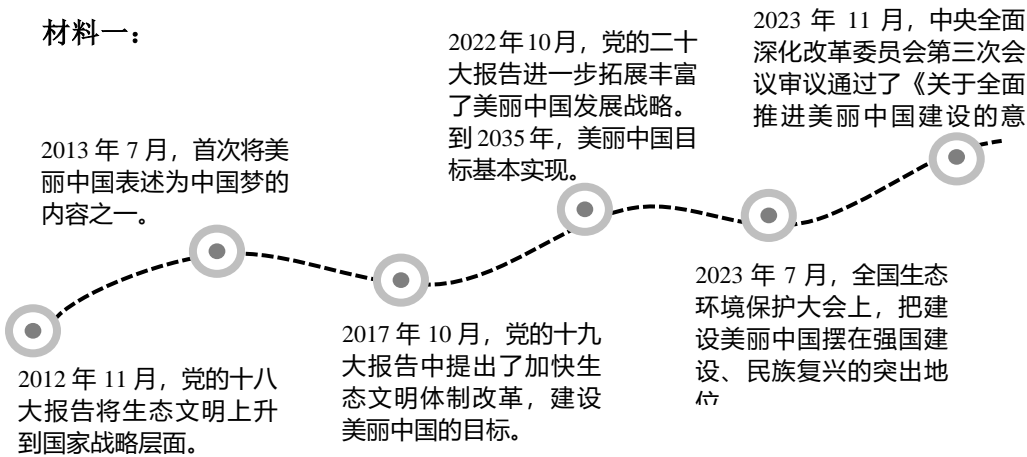 材料一：
2012 年 11 月，党的十八
大报告将生态文明上升
到国家战略层面。
2013 年 7 月，首次将美
丽中国表述为中国梦的
内容之一。
2017 年 10 月，党的十九
大报告中提出了加快生
态文明体制改革，建设
美丽中国的目标。
2022年10月，党的二十
大报告进一步拓展丰富
了美丽中国发展战略。
到 2035 年，美丽中国目
标基本实现。
2023 年 7 月，全国生态
环境保护大会上，把建
设美丽中国摆在强国建
设、民族复兴的突出地
位
2023 年 11 月，中央全面
深化改革委员会第三次会
议审议通过了《关于全面
推进美丽中国建设的意